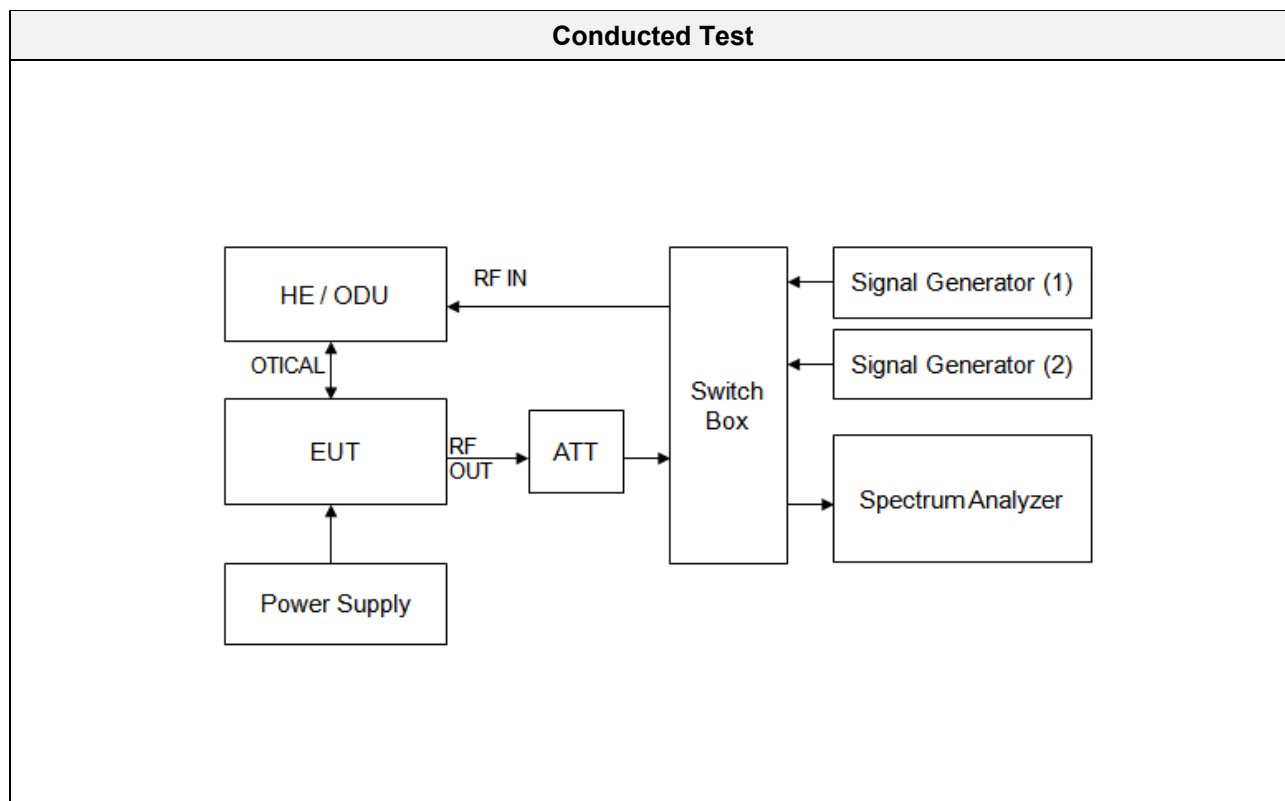 Conducted Test
HE / ODU
RF IN
Signal Generator (1)
Signal Generator (2)
OTICAL
Switch
Box
EUT
RF
OUT
ATT
Spectrum Analyzer
Power Supply